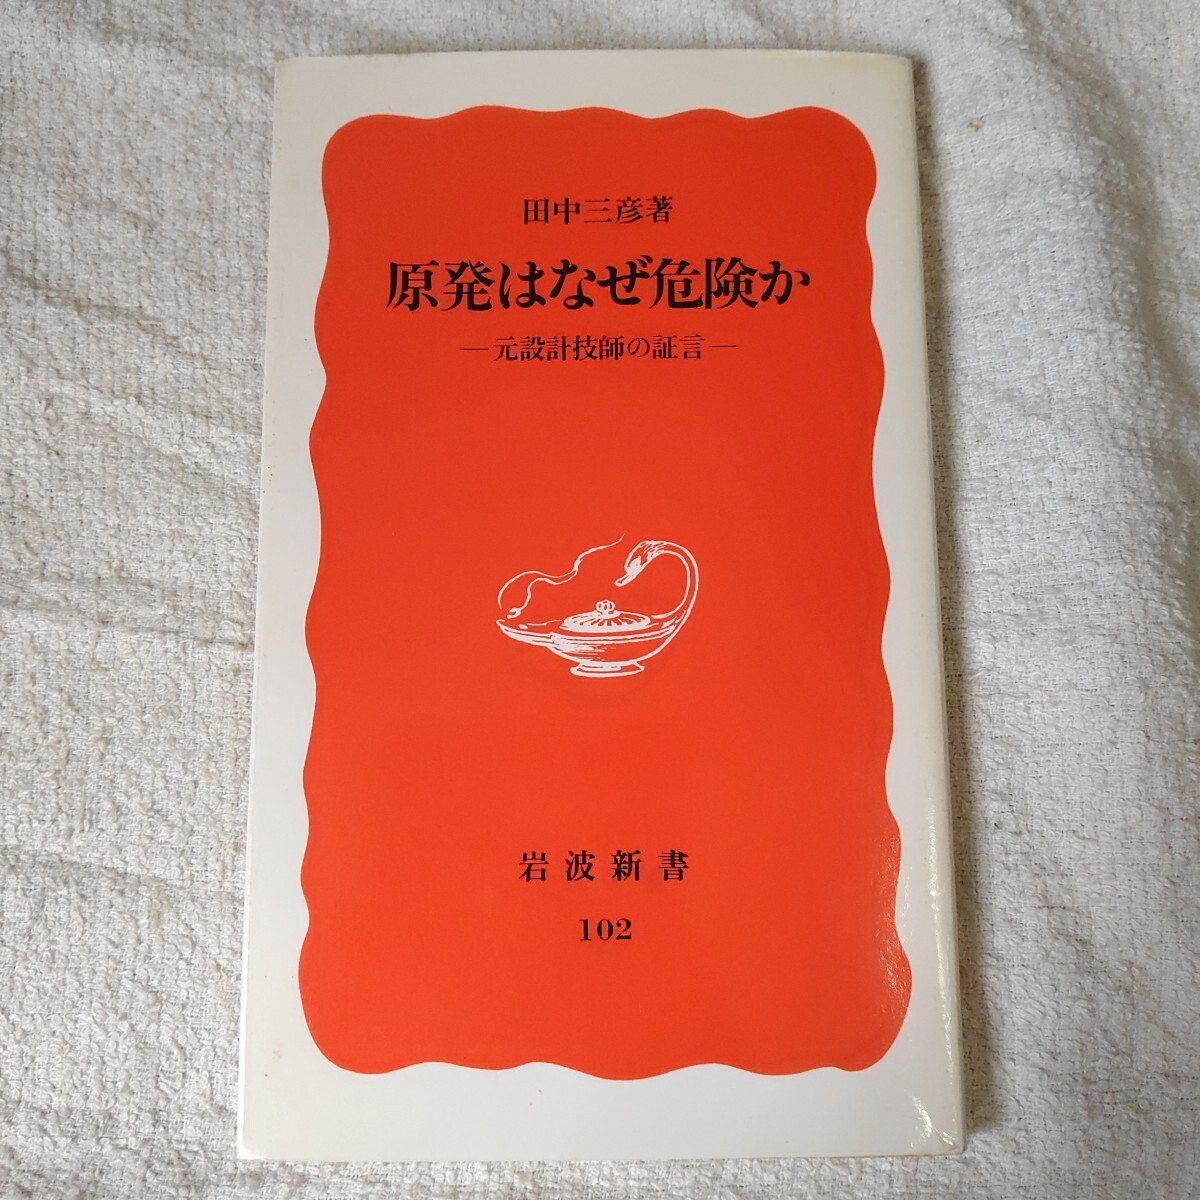 田中三彦著
原発はなぜ危険か
―元設計技師の証言―
岩波新書
102